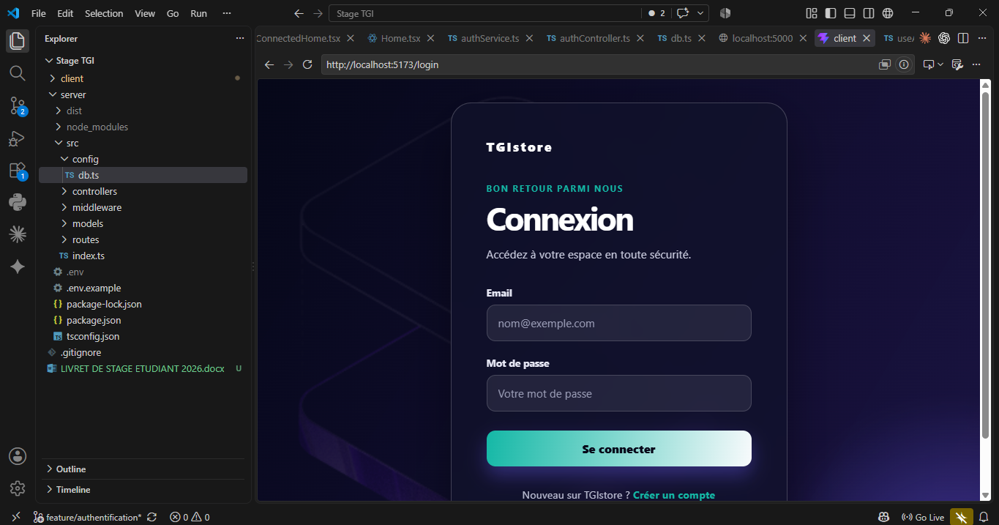 File Edit Selection View Go Run ··· Stage TGI 2
Explorer ···
Stage TGI
client
server
dist
node_modules
src
config
TS db.ts
controllers
middleware
models
routes
TS index.ts
.env
.env.example
{} package-lock.json
{} package.json
TS tsconfig.json
.gitignore
LIVRET DE STAGE ETUDIANT 2026.docx U
Outline
Timeline
2
1
ConnectedHome.tsx Home.tsx TS authService.ts TS authController.ts TS db.ts localhost:5000 client TS use
http://localhost:5173/login
TGIstore
BON RETOUR PARMI NOUS
Connexion
Accédez à votre espace en toute sécurité.
Email
nom@exemple.com
Mot de passe
Votre mot de passe
Se connecter
Nouveau sur TGIstore ? Créer un compte
feature/authentification* 0 0 Go Live